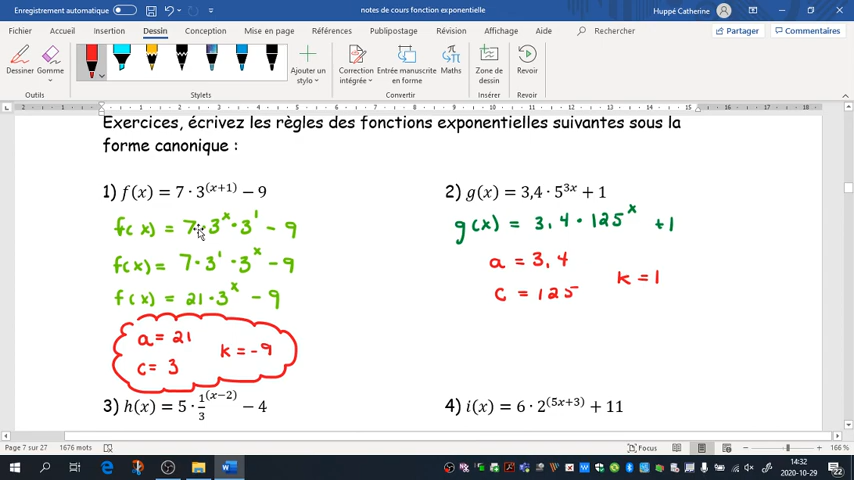 Enregistrement automatique
notes de cours fonction exponentielle
Huppé Catherine
Fichier Accueil Insertion Dessin Conception Mise en page Références Publipostage Révision Affichage Aide Rechercher
Partager Commentaires
Dessiner Gomme Ajouter un stylo Correction intégrée Entrée manuscrite en forme Maths Zone de dessin Revoir
Outils Stylets Convertir Insérer Revoir
Exercices, écrivez les règles des fonctions exponentielles suivantes sous la
forme canonique :
1) f(x) = 7 · 3^(x+1) − 9
f(x) = 7 · 3^x · 3^1 − 9
f(x) = 7 · 3^1 · 3^x − 9
f(x) = 21 · 3^x − 9
a = 21
c = 3
k = −9
2) g(x) = 3,4 · 5^3x + 1
g(x) = 3,4 · 125^x + 1
a = 3,4
c = 125
k = 1
3) h(x) = 5 · 1/3^(x−2) − 4
4) i(x) = 6 · 2^(5x+3) + 11
Page 7 sur 27 1676 mots Focus 166 %
14:32
2020-10-29